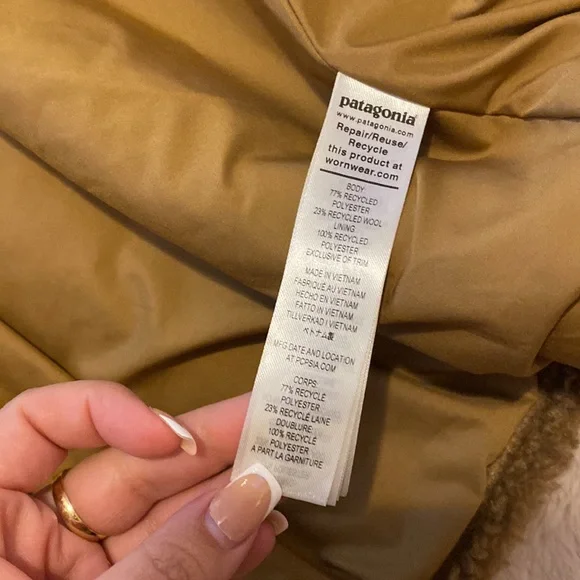 patagonia®
www.patagonia.com
Repair/Reuse/
Recycle
this product at
wornwear.com
BODY:
77% RECYCLED
POLYESTER
23% RECYCLED WOOL
LINING:
100% RECYCLED
POLYESTER
EXCLUSIVE OF TRIM
MADE IN VIETNAM
FABRIQUÉ AU VIETNAM
HECHO EN VIETNAM
FATTO IN VIETNAM
TILLVERKAD I VIETNAM
ベトナム製
MFG DATE AND LOCATION
AT PCPSIA.COM
CORPS:
77% RECYCLÉ
POLYESTER
23% RECYCLÉ LAINE
DOUBLURE:
100% RECYCLÉ
POLYESTER
A PART LA GARNITURE